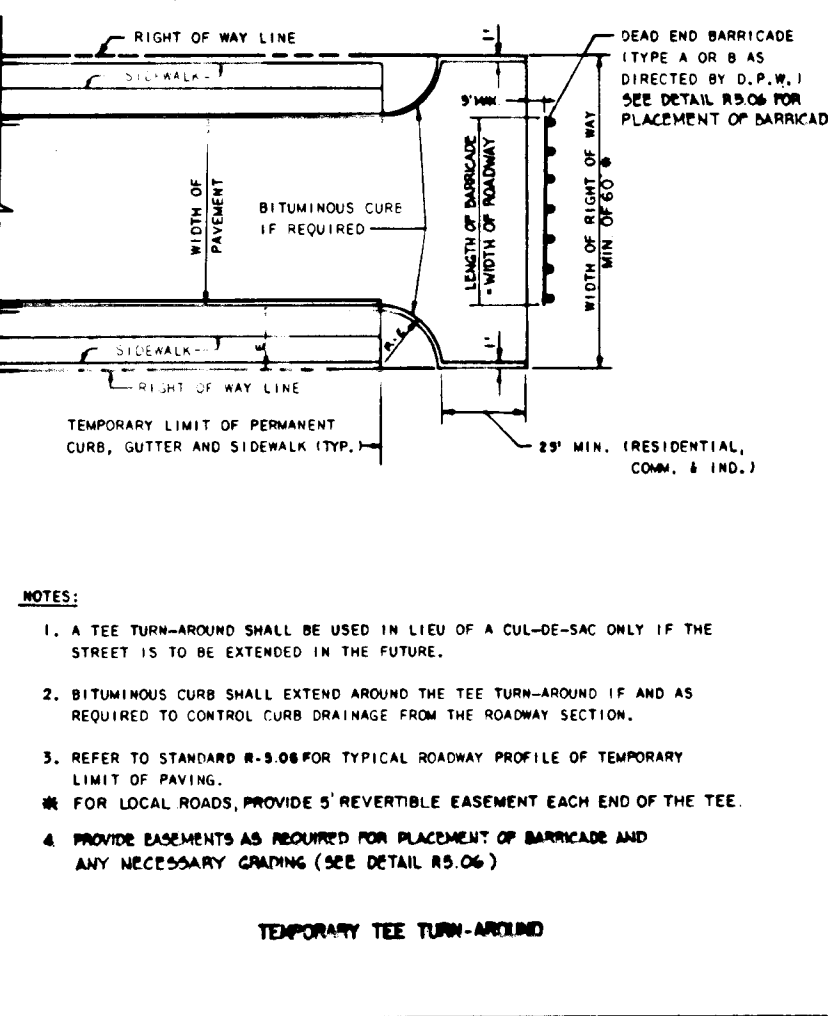 RIGHT OF WAY LINE
SIDEWALK
1'
DEAD END BARRICADE
(TYPE A OR B AS
DIRECTED BY D.P.W.)
SEE DETAIL R5.06 FOR
PLACEMENT OF BARRICAD
5' MIN.
WIDTH OF
PAVEMENT
BITUMINOUS CURB
IF REQUIRED
LENGTH OF BARRICADE
=WIDTH OF ROADWAY
WIDTH OF RIGHT OF WAY
MIN. OF 60' *
SIDEWALK
RIGHT OF WAY LINE
1'
TEMPORARY LIMIT OF PERMANENT
CURB, GUTTER AND SIDEWALK (TYP.)
25' MIN. (RESIDENTIAL,
COMM. & IND.)
NOTES:
1. A TEE TURN-AROUND SHALL BE USED IN LIEU OF A CUL-DE-SAC ONLY IF THE
STREET IS TO BE EXTENDED IN THE FUTURE.
2. BITUMINOUS CURB SHALL EXTEND AROUND THE TEE TURN-AROUND IF AND AS
REQUIRED TO CONTROL CURB DRAINAGE FROM THE ROADWAY SECTION.
3. REFER TO STANDARD R-5.06 FOR TYPICAL ROADWAY PROFILE OF TEMPORARY
LIMIT OF PAVING.
* FOR LOCAL ROADS, PROVIDE 5' REVERTIBLE EASEMENT EACH END OF THE TEE.
4. PROVIDE EASEMENTS AS REQUIRED FOR PLACEMENT OF BARRICADE AND
ANY NECESSARY GRADING (SEE DETAIL R5.06)
TEMPORARY TEE TURN-AROUND